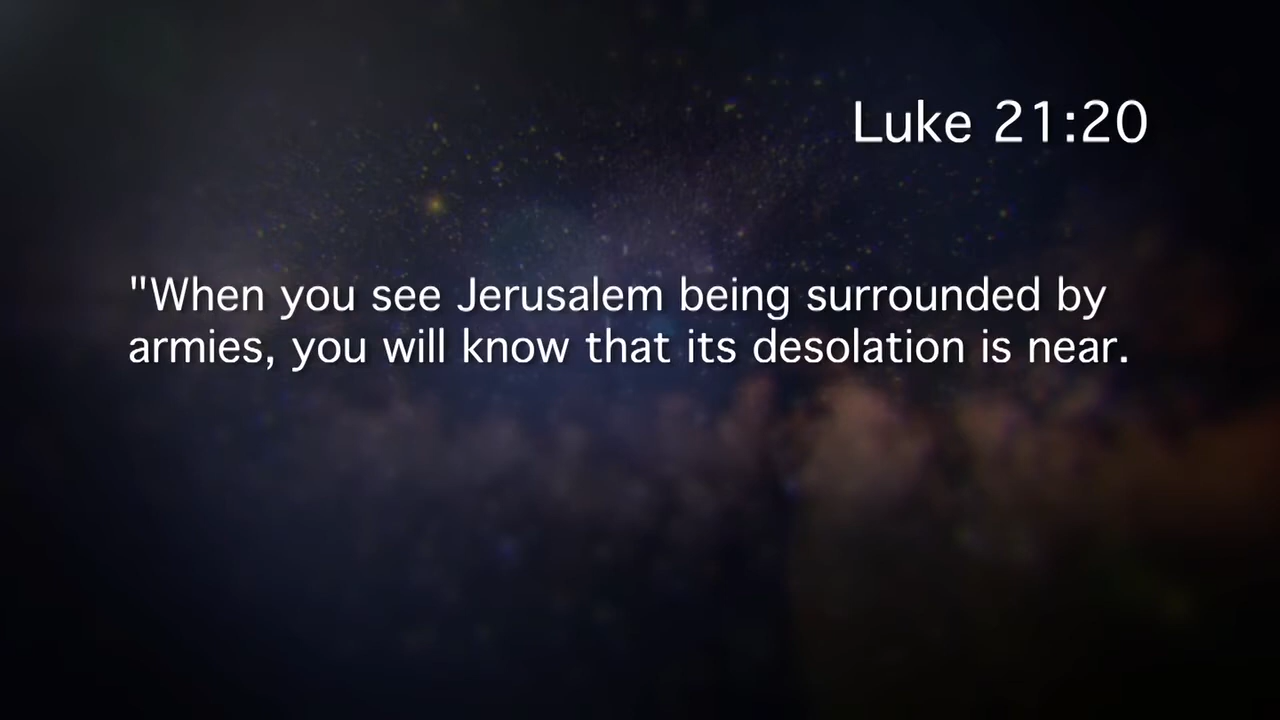 Luke 21:20
"When you see Jerusalem being surrounded by
armies, you will know that its desolation is near.